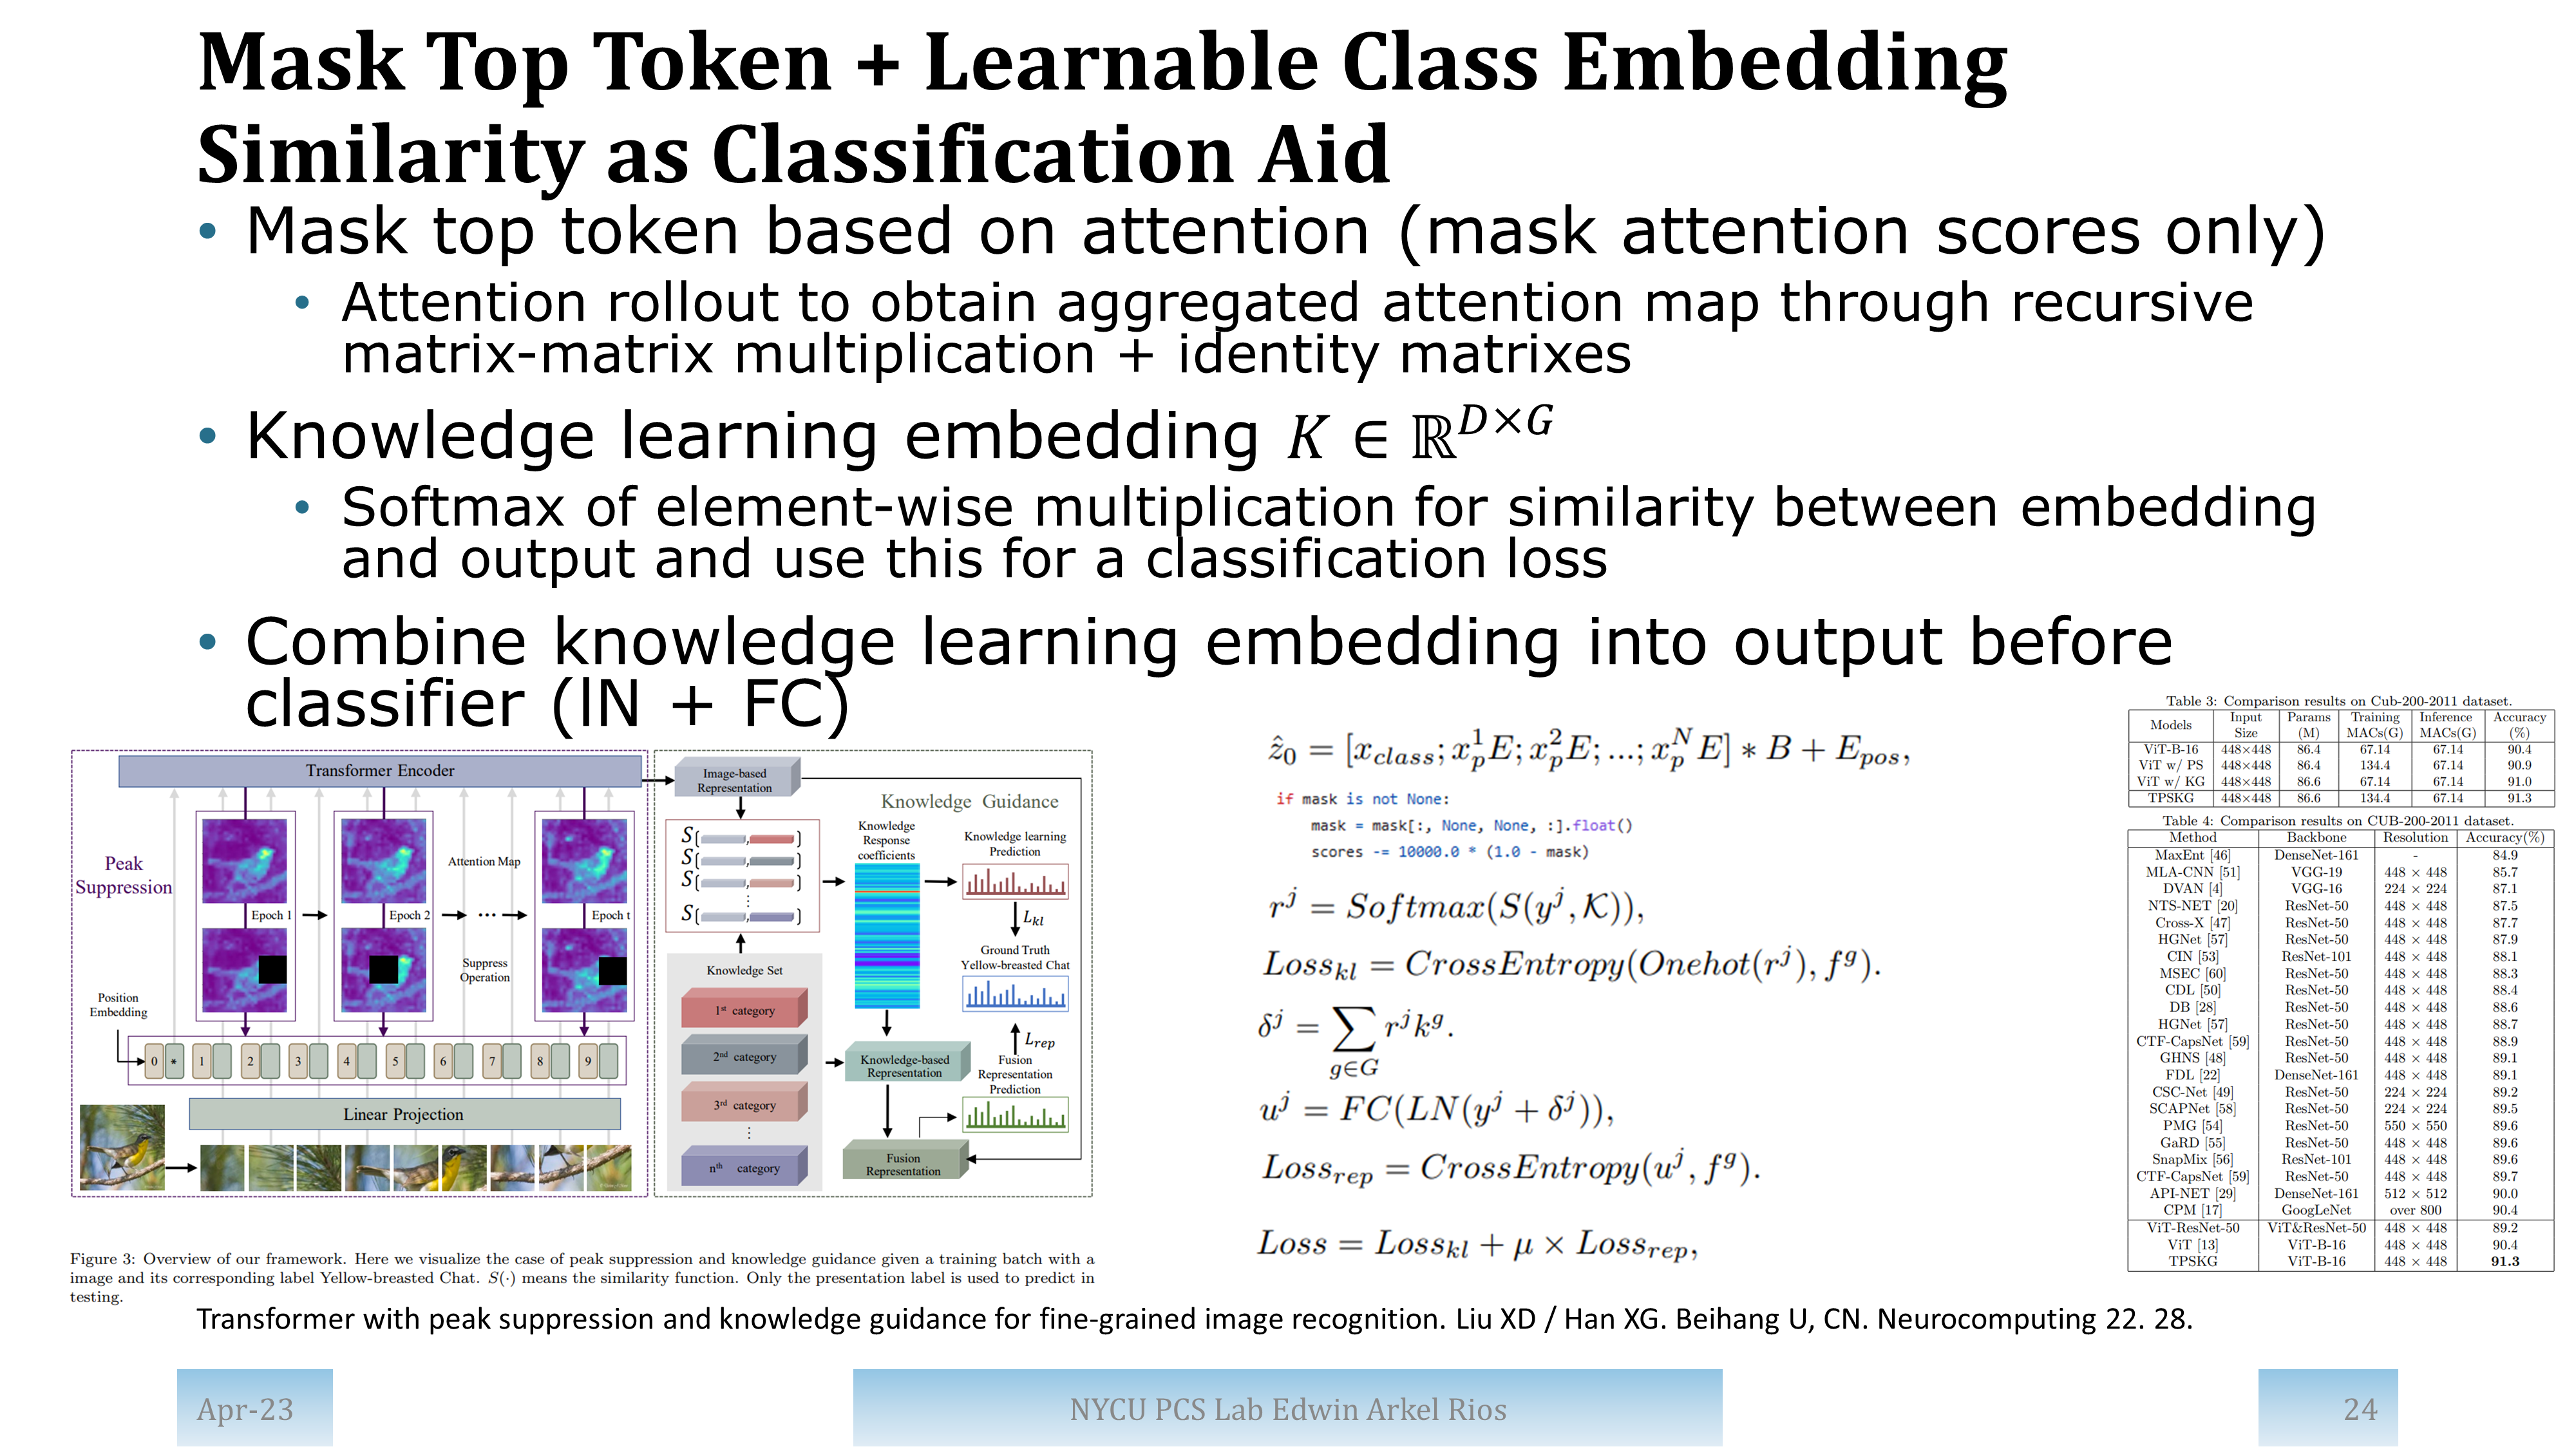 Mask Top Token + Learnable Class Embedding
Similarity as Classification Aid
• Mask top token based on attention (mask attention scores only)
• Attention rollout to obtain aggregated attention map through recursive
matrix-matrix multiplication + identity matrixes
• Knowledge learning embedding K ∈ ℝ^{D×G}
• Softmax of element-wise multiplication for similarity between embedding
and output and use this for a classification loss
• Combine knowledge learning embedding into output before
classifier (lN + FC)
Transformer Encoder
Peak
Suppression
Epoch 1
Epoch 2
Attention Map
...
Epoch t
Suppress
Operation
Position
Embedding
0 * 1 2 3 4 5 6 7 8 9
Linear Projection
Image-based
Representation
Knowledge Guidance
S( , )
S( , )
S( , )
⋮
S( , )
Knowledge
Response
coefficients
Knowledge learning
Prediction
L_{kl}
Ground Truth
Yellow-breasted Chat
L_{rep}
Knowledge Set
1st category
2nd category
3rd category
⋮
nth category
Knowledge-based
Representation
Fusion
Representation
Prediction
Fusion
Representation
Figure 3: Overview of our framework. Here we visualize the case of peak suppression and knowledge guidance given a training batch with a
image and its corresponding label Yellow-breasted Chat. S(·) means the similarity function. Only the presentation label is used to predict in
testing.
ẑ_0 = [x_{class}; x_p^1 E; x_p^2 E; ...; x_p^N E] * B + E_{pos},
if mask is not None:
mask = mask[:, None, None, :].float()
scores -= 10000.0 * (1.0 - mask)
r^j = Softmax(S(y^j, K)),
Loss_{kl} = CrossEntropy(Onehot(r^j), f^g).
δ^j = ∑_{g∈G} r^j k^g.
u^j = FC(LN(y^j + δ^j)),
Loss_{rep} = CrossEntropy(u^j, f^g).
Loss = Loss_{kl} + μ × Loss_{rep},
Table 3: Comparison results on Cub-200-2011 dataset.
Models Input Size Params (M) Training MACs(G) Inference MACs(G) Accuracy (%)
ViT-B-16 448×448 86.4 67.14 67.14 90.4
ViT w/ PS 448×448 86.4 134.4 67.14 90.9
ViT w/ KG 448×448 86.6 67.14 67.14 91.0
TPSKG 448×448 86.6 134.4 67.14 91.3
Table 4: Comparison results on CUB-200-2011 dataset.
Method Backbone Resolution Accuracy(%)
MaxEnt [46] DenseNet-161 - 84.9
MLA-CNN [51] VGG-19 448 × 448 85.7
DVAN [4] VGG-16 224 × 224 87.1
NTS-NET [20] ResNet-50 448 × 448 87.5
Cross-X [47] ResNet-50 448 × 448 87.7
HGNet [57] ResNet-50 448 × 448 87.9
CIN [53] ResNet-101 448 × 448 88.1
MSEC [60] ResNet-50 448 × 448 88.3
CDL [50] ResNet-50 448 × 448 88.4
DB [28] ResNet-50 448 × 448 88.6
HGNet [57] ResNet-50 448 × 448 88.7
CTF-CapsNet [59] ResNet-50 448 × 448 88.9
GHNS [48] ResNet-50 448 × 448 89.1
FDL [22] DenseNet-161 448 × 448 89.1
CSC-Net [49] ResNet-50 224 × 224 89.2
SCAPNet [58] ResNet-50 224 × 224 89.5
PMG [54] ResNet-50 550 × 550 89.6
GaRD [55] ResNet-50 448 × 448 89.6
SnapMix [56] ResNet-101 448 × 448 89.6
CTF-CapsNet [59] ResNet-50 448 × 448 89.7
API-NET [29] DenseNet-161 512 × 512 90.0
CPM [17] GoogLeNet over 800 90.4
ViT-ResNet-50 ViT&ResNet-50 448 × 448 89.2
ViT [13] ViT-B-16 448 × 448 90.4
TPSKG ViT-B-16 448 × 448 91.3
Transformer with peak suppression and knowledge guidance for fine-grained image recognition. Liu XD / Han XG. Beihang U, CN. Neurocomputing 22. 28.
Apr-23
NYCU PCS Lab Edwin Arkel Rios
24